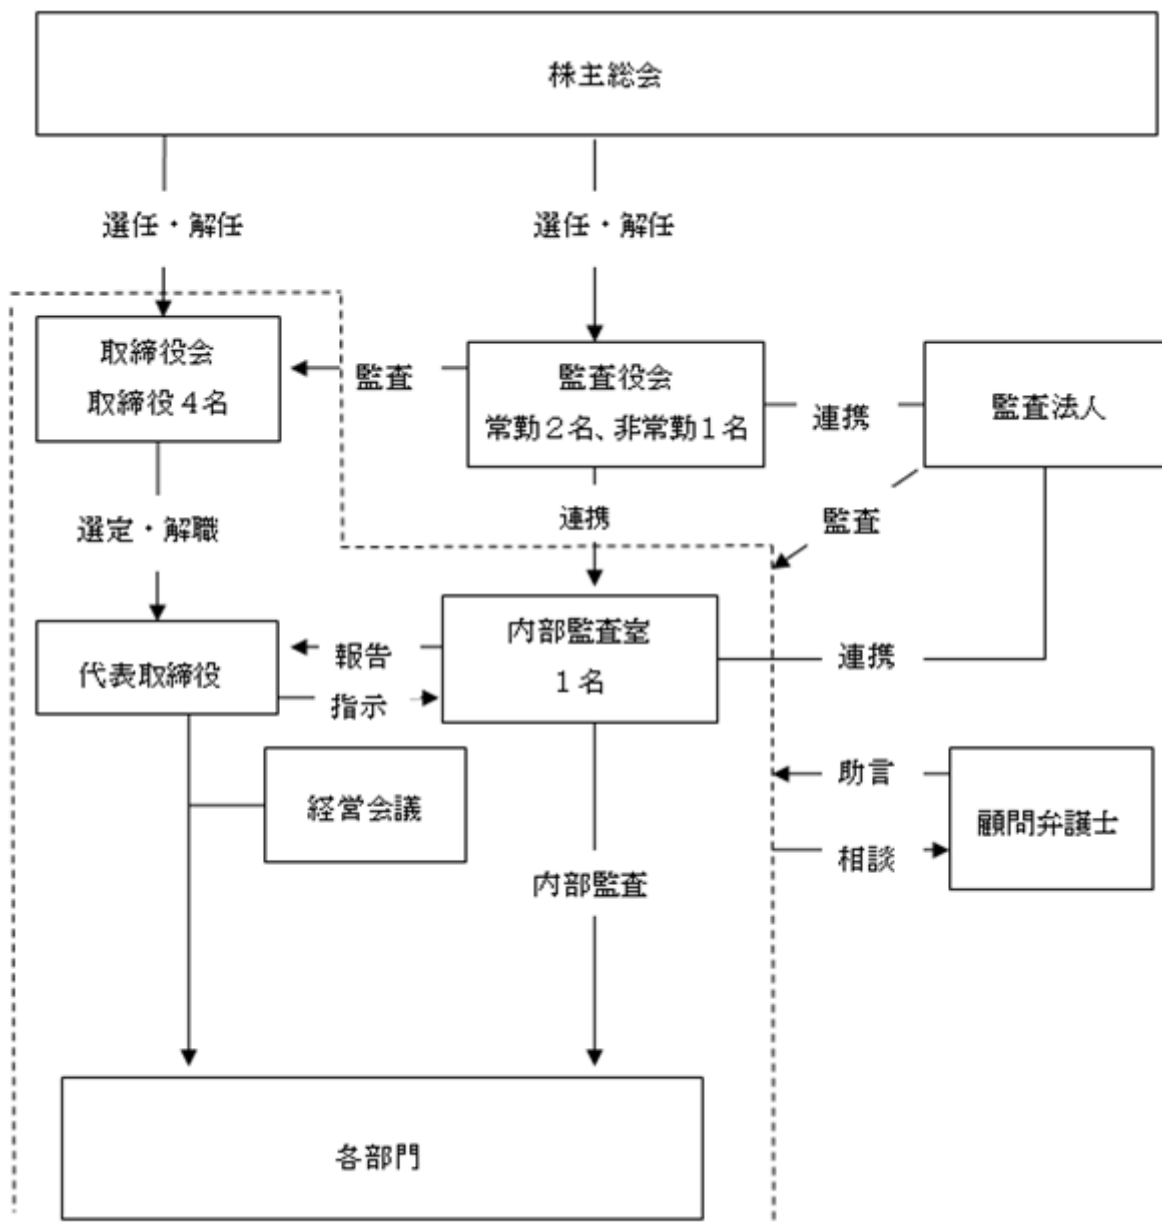 株主総会
選任・解任
選任・解任
取締役会
取締役4名
監査
監査役会
常勤2名、非常勤1名
連携
監査法人
選定・解職
連携
監査
代表取締役
報告
指示
内部監査室
1名
連携
経営会議
助言
相談
顧問弁護士
内部監査
各部門